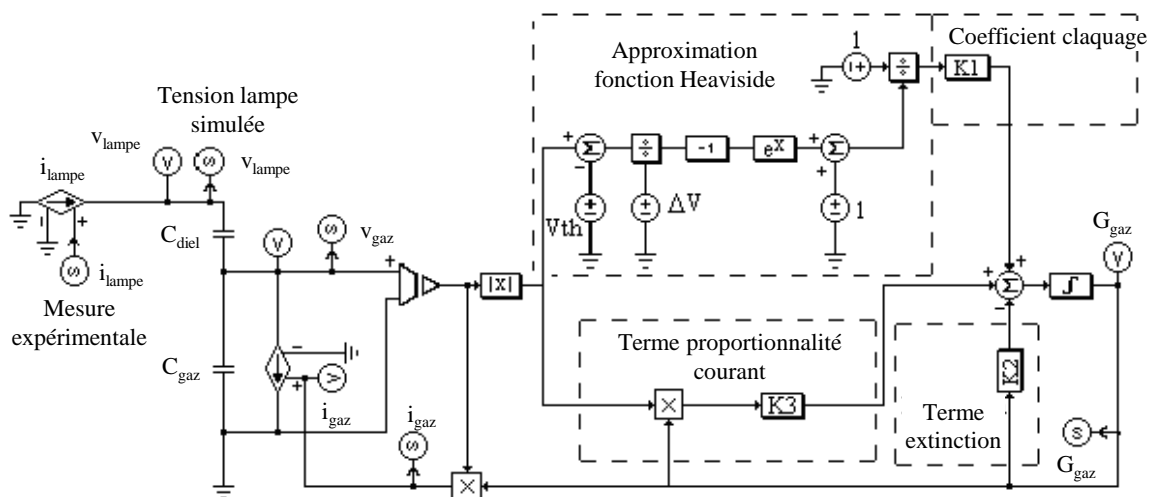 Approximation
fonction Heaviside
1
÷
K1
Coefficient claquage
Tension lampe
simulée
v_lampe
V
S
v_lampe
i_lampe
+
S
i_lampe
Mesure
expérimentale
C_diel
V
S
v_gaz
+
|X|
+
Σ
−
÷
-1
e^X
+
Σ
+
Vth
ΔV
1
C_gaz
−
+
V
i_gaz
i_gaz
S
×
Terme proportionnalité
courant
×
K3
+
+
Σ
−
∫
G_gaz
V
K2
Terme
extinction
S
G_gaz